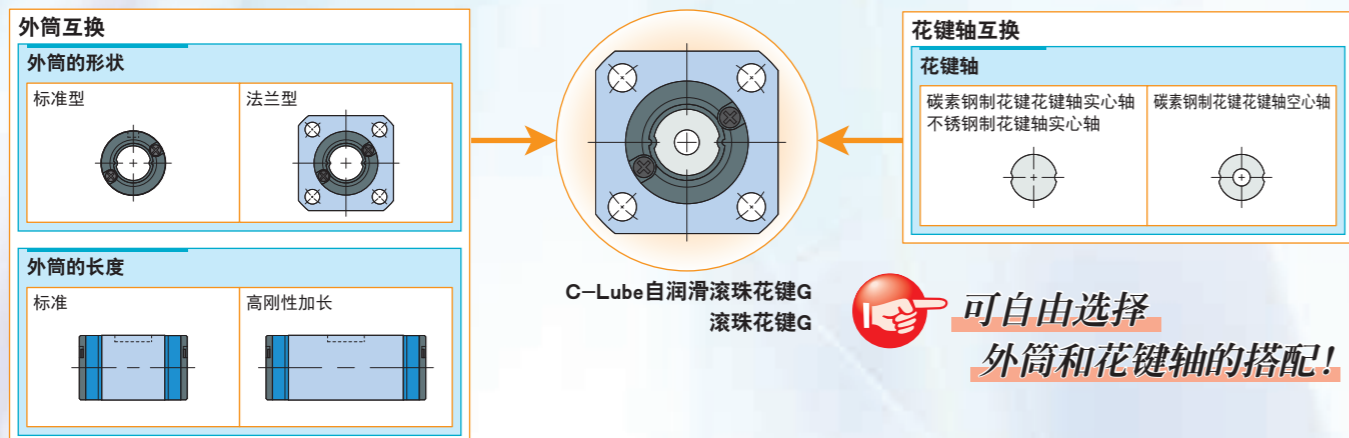 外筒互换
外筒的形状
标准型
法兰型
外筒的长度
标准
高刚性加长
C-Lube自润滑滚珠花键G
滚珠花键G
花键轴互换
花键轴
碳素钢制花键花键轴实心轴
不锈钢制花键轴实心轴
碳素钢制花键花键轴空心轴
可自由选择
外筒和花键轴的搭配！